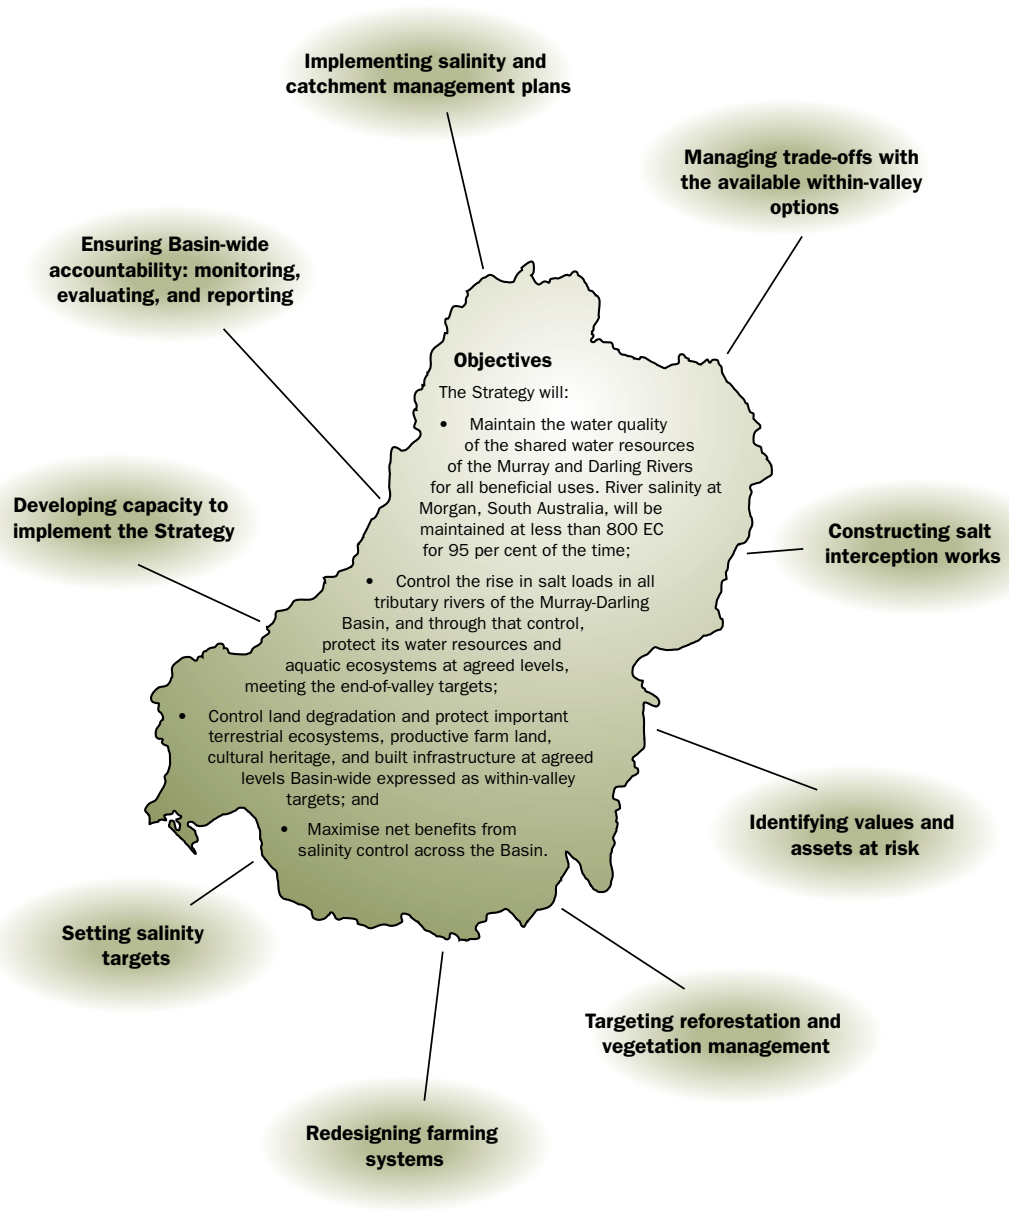 Implementing salinity and
catchment management plans
Managing trade-offs with
the available within-valley
options
Ensuring Basin-wide
accountability: monitoring,
evaluating, and reporting
Objectives
The Strategy will:
• Maintain the water quality
of the shared water resources
of the Murray and Darling Rivers
for all beneficial uses. River salinity at
Morgan, South Australia, will be
maintained at less than 800 EC
for 95 per cent of the time;
• Control the rise in salt loads in all
tributary rivers of the Murray-Darling
Basin, and through that control,
protect its water resources and
aquatic ecosystems at agreed levels,
meeting the end-of-valley targets;
• Control land degradation and protect important
terrestrial ecosystems, productive farm land,
cultural heritage, and built infrastructure at agreed
levels Basin-wide expressed as within-valley
targets; and
• Maximise net benefits from
salinity control across the Basin.
Developing capacity to
implement the Strategy
Constructing salt
interception works
Identifying values and
assets at risk
Setting salinity
targets
Targeting reforestation and
vegetation management
Redesigning farming
systems